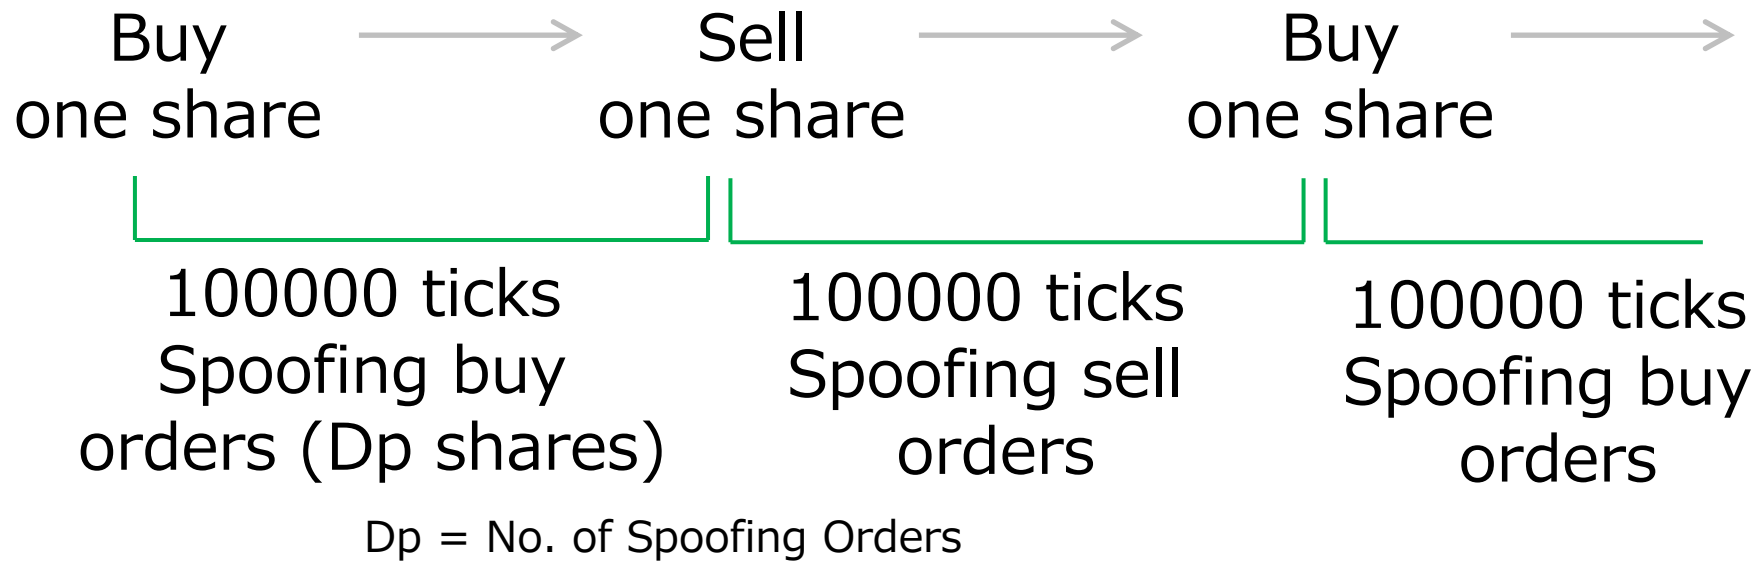 Buy
one share
Sell
one share
Buy
one share
100000 ticks
Spoofing buy
orders (Dp shares)
100000 ticks
Spoofing sell
orders
100000 ticks
Spoofing buy
orders
Dp = No. of Spoofing Orders